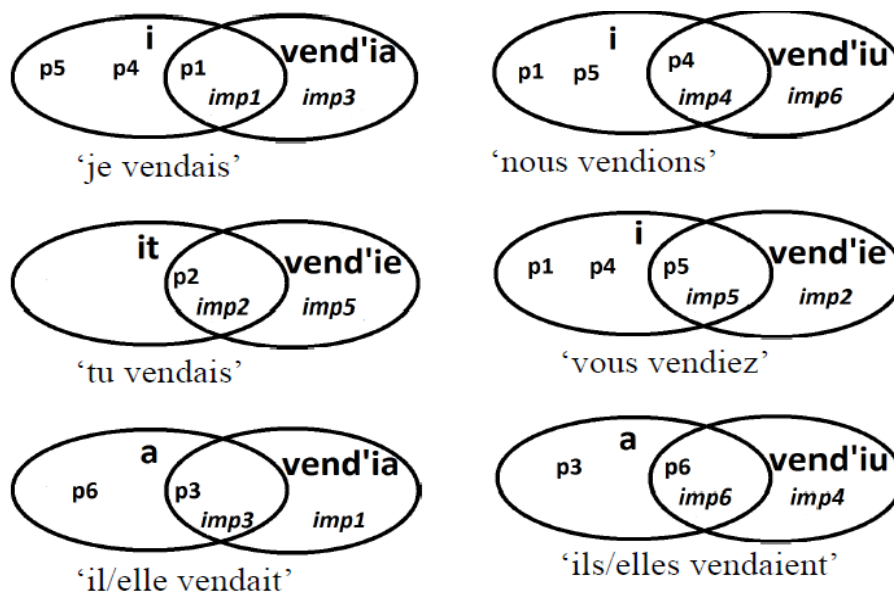 i
vend'ia
p5 p4 p1
imp1 imp3
‘je vendais’
i
vend'iu
p1 p5 p4
imp4 imp6
‘nous vendions’
it
vend'ie
p2
imp2 imp5
‘tu vendais’
i
vend'ie
p1 p4 p5
imp5 imp2
‘vous vendiez’
a
vend'ia
p6 p3
imp3 imp1
‘il/elle vendait’
a
vend'iu
p3 p6
imp6 imp4
‘ils/elles vendaient’